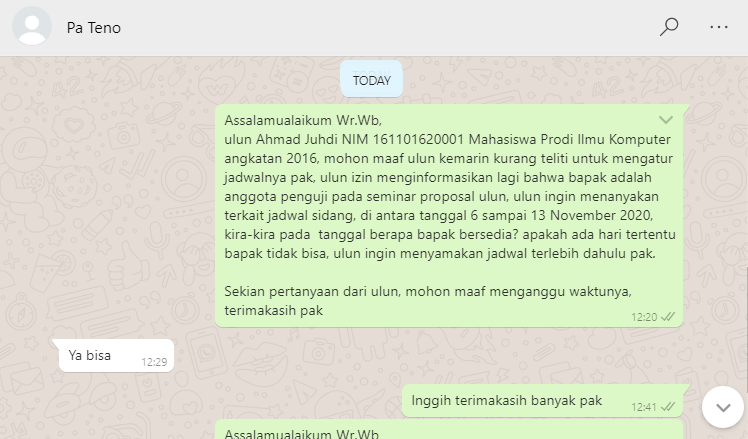 Pa Teno
TODAY
Assalamualaikum Wr.Wb,
ulun Ahmad Juhdi NIM 161101620001 Mahasiswa Prodi Ilmu Komputer
angkatan 2016, mohon maaf ulun kemarin kurang teliti untuk mengatur
jadwalnya pak, ulun izin menginformasikan lagi bahwa bapak adalah
anggota penguji pada seminar proposal ulun, ulun ingin menanyakan
terkait jadwal sidang, di antara tanggal 6 sampai 13 November 2020,
kira-kira pada tanggal berapa bapak bersedia? apakah ada hari tertentu
bapak tidak bisa, ulun ingin menyamakan jadwal terlebih dahulu pak.
Sekian pertanyaan dari ulun, mohon maaf menganggu waktunya,
terimakasih pak
12:20
Ya bisa
12:29
Inggih terimakasih banyak pak
12:41
Assalamualaikum Wr.Wb